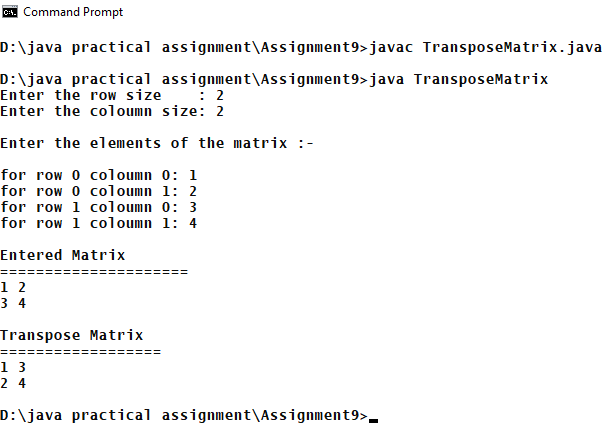 Command Prompt
D:\java practical assignment\Assignment9>javac TransposeMatrix.java
D:\java practical assignment\Assignment9>java TransposeMatrix
Enter the row size    : 2
Enter the coloumn size: 2
Enter the elements of the matrix :-
for row 0 coloumn 0: 1
for row 0 coloumn 1: 2
for row 1 coloumn 0: 3
for row 1 coloumn 1: 4
Entered Matrix
=====================
1 2
3 4
Transpose Matrix
==================
1 3
2 4
D:\java practical assignment\Assignment9>